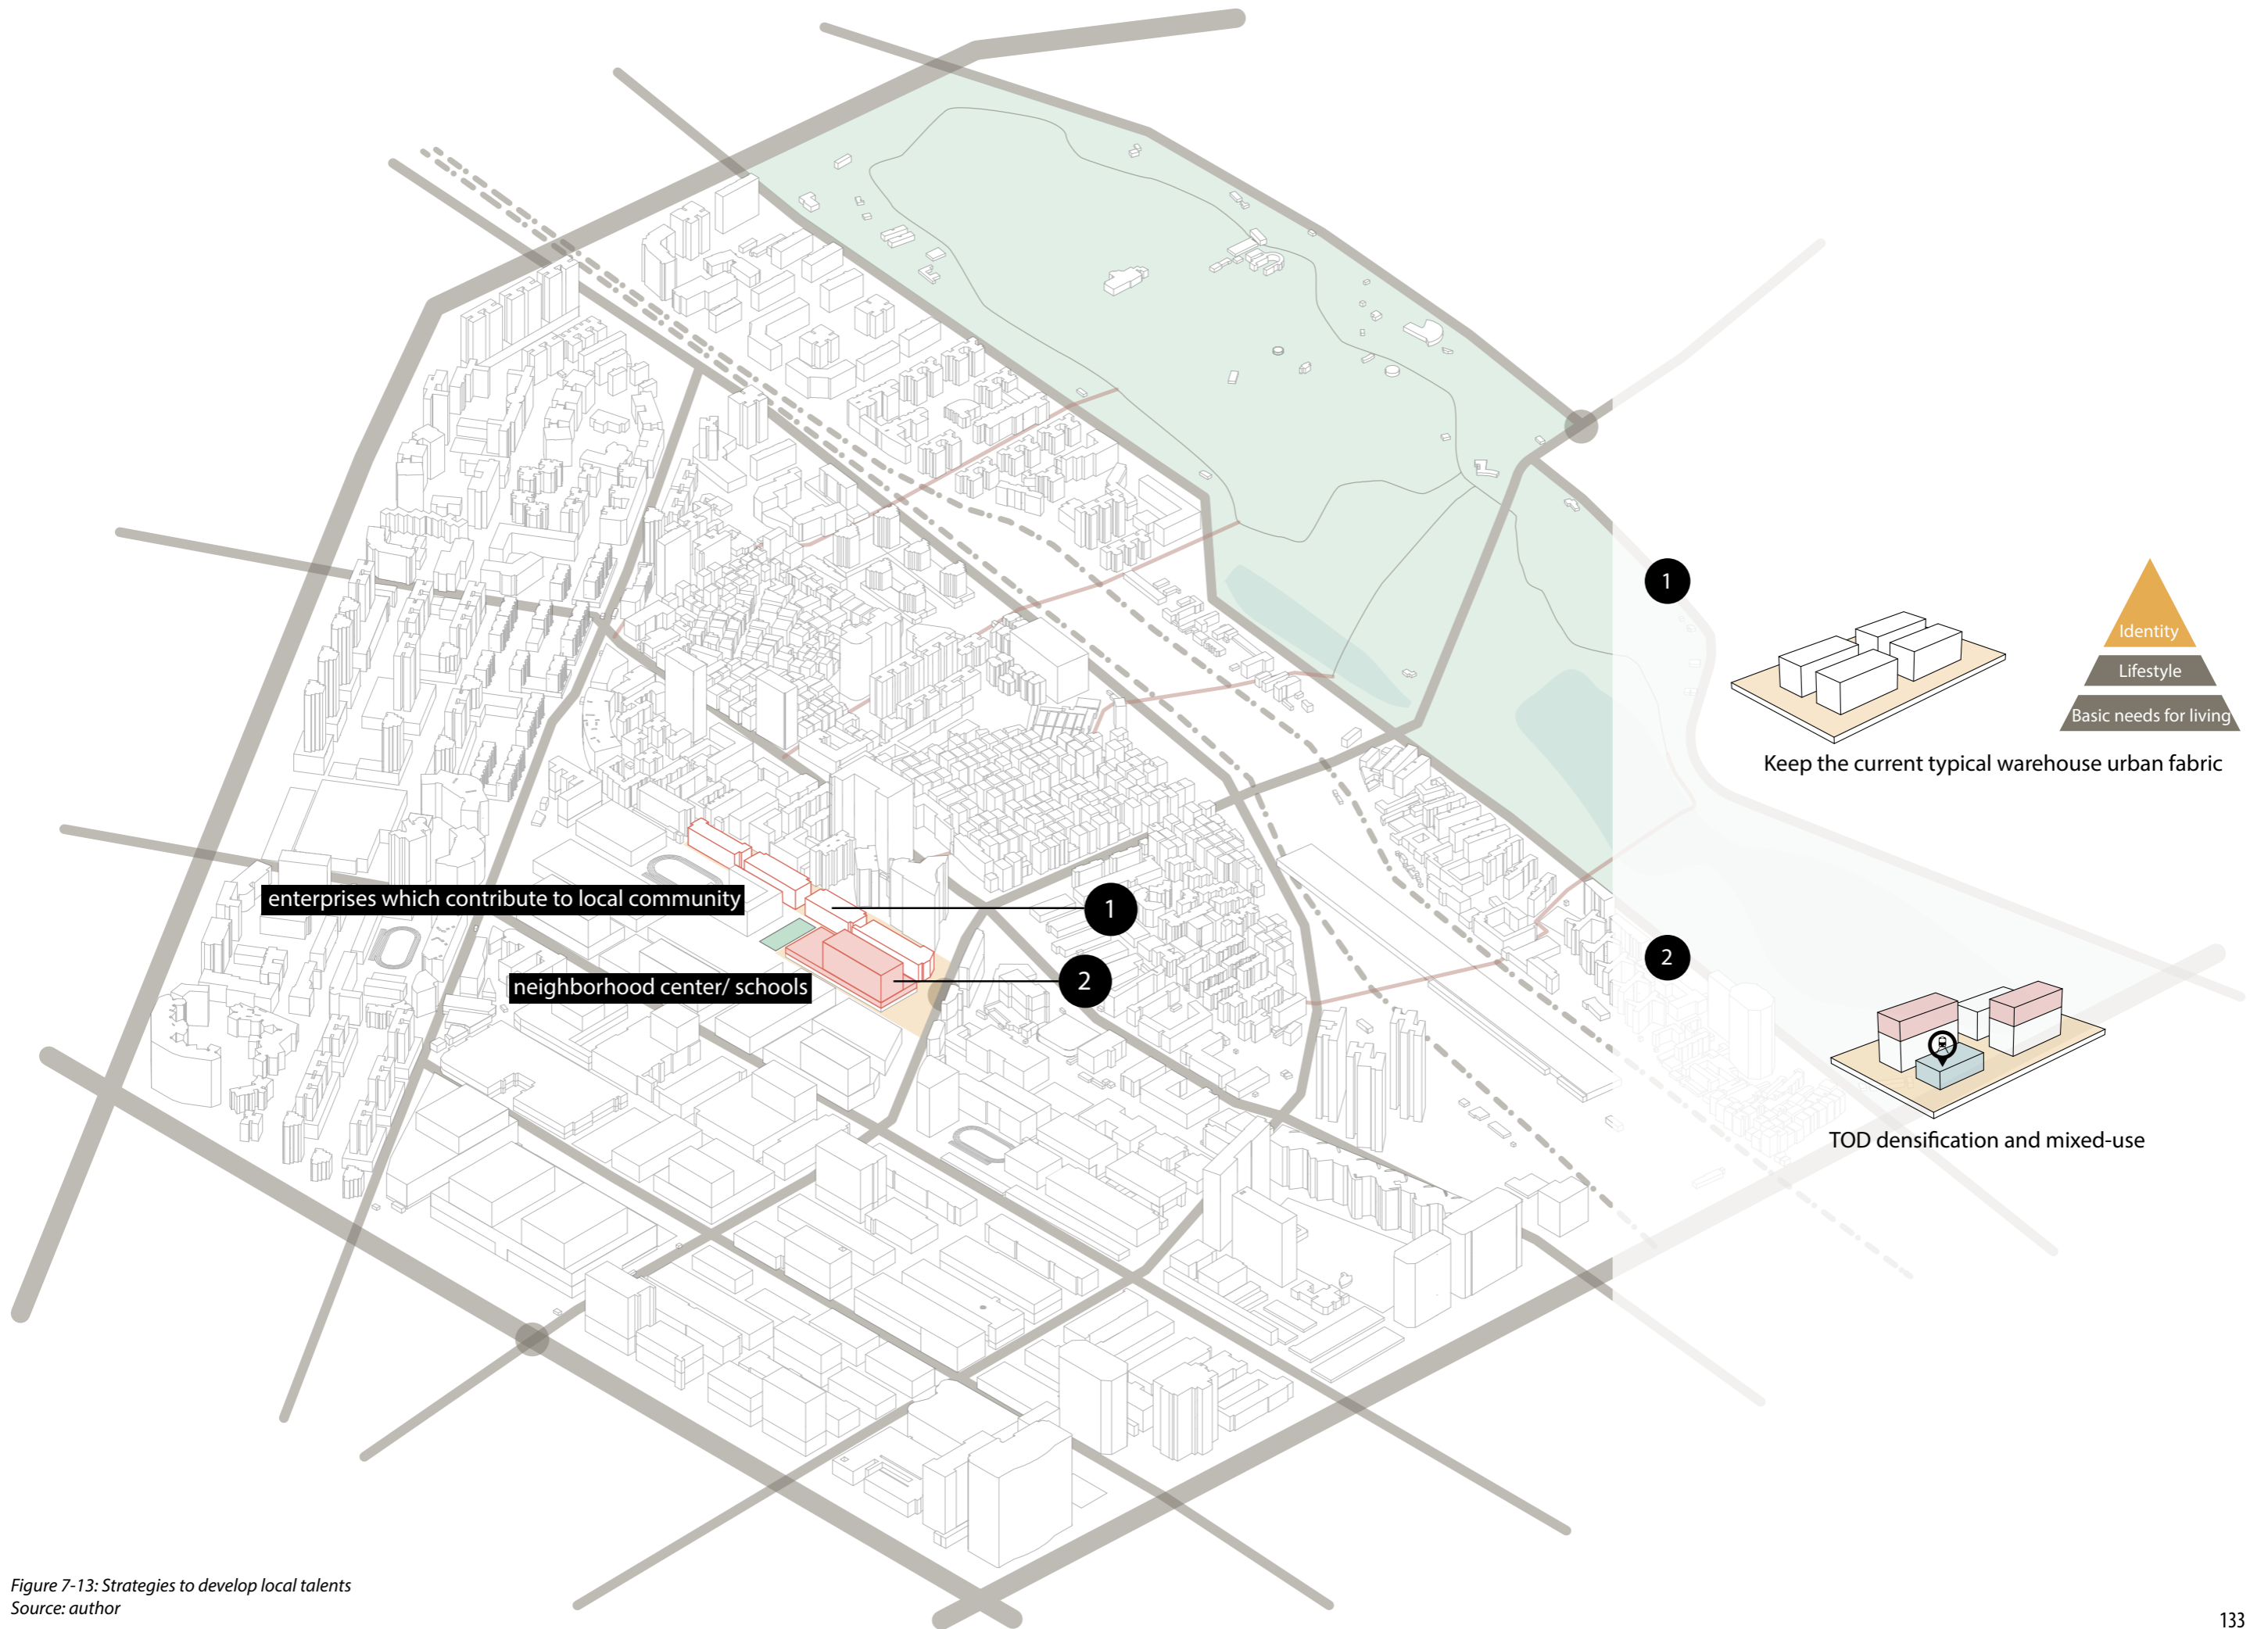 1
Identity
Lifestyle
Basic needs for living
Keep the current typical warehouse urban fabric
enterprises which contribute to local community
1
neighborhood center/ schools
2
2
TOD densification and mixed-use
Figure 7-13: Strategies to develop local talents
Source: author
133